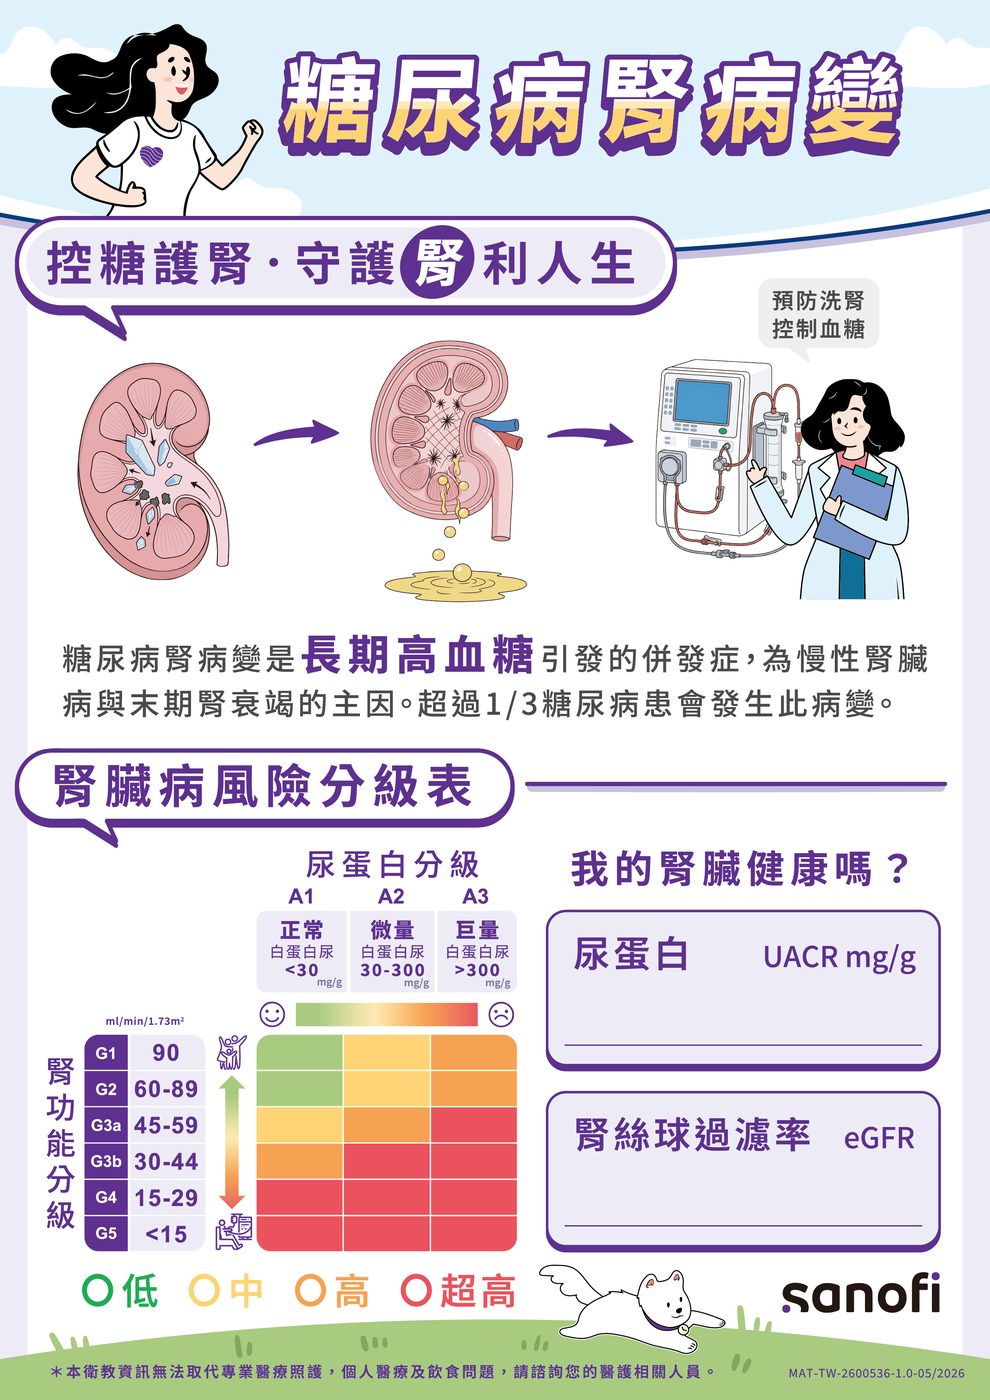 糖尿病腎病變
控糖護腎·守護腎利人生
預防洗腎
控制血糖
糖尿病腎病變是長期高血糖引發的併發症,為慢性腎臟
病與末期腎衰竭的主因。超過1/3糖尿病患會發生此病變。
腎臟病風險分級表
尿蛋白分級
A1 A2 A3
正常 微量 巨量
白蛋白尿 白蛋白尿 白蛋白尿
<30 30-300 >300
mg/g mg/g mg/g
ml/min/1.73m²
腎功能分級
G1 90
G2 60-89
G3a 45-59
G3b 30-44
G4 15-29
G5 <15
低 中 高 超高
我的腎臟健康嗎?
尿蛋白 UACR mg/g
腎絲球過濾率 eGFR
sanofi
*本衛教資訊無法取代專業醫療照護,個人醫療及飲食問題,請諮詢您的醫護相關人員。
MAT-TW-2600536-1.0-05/2026